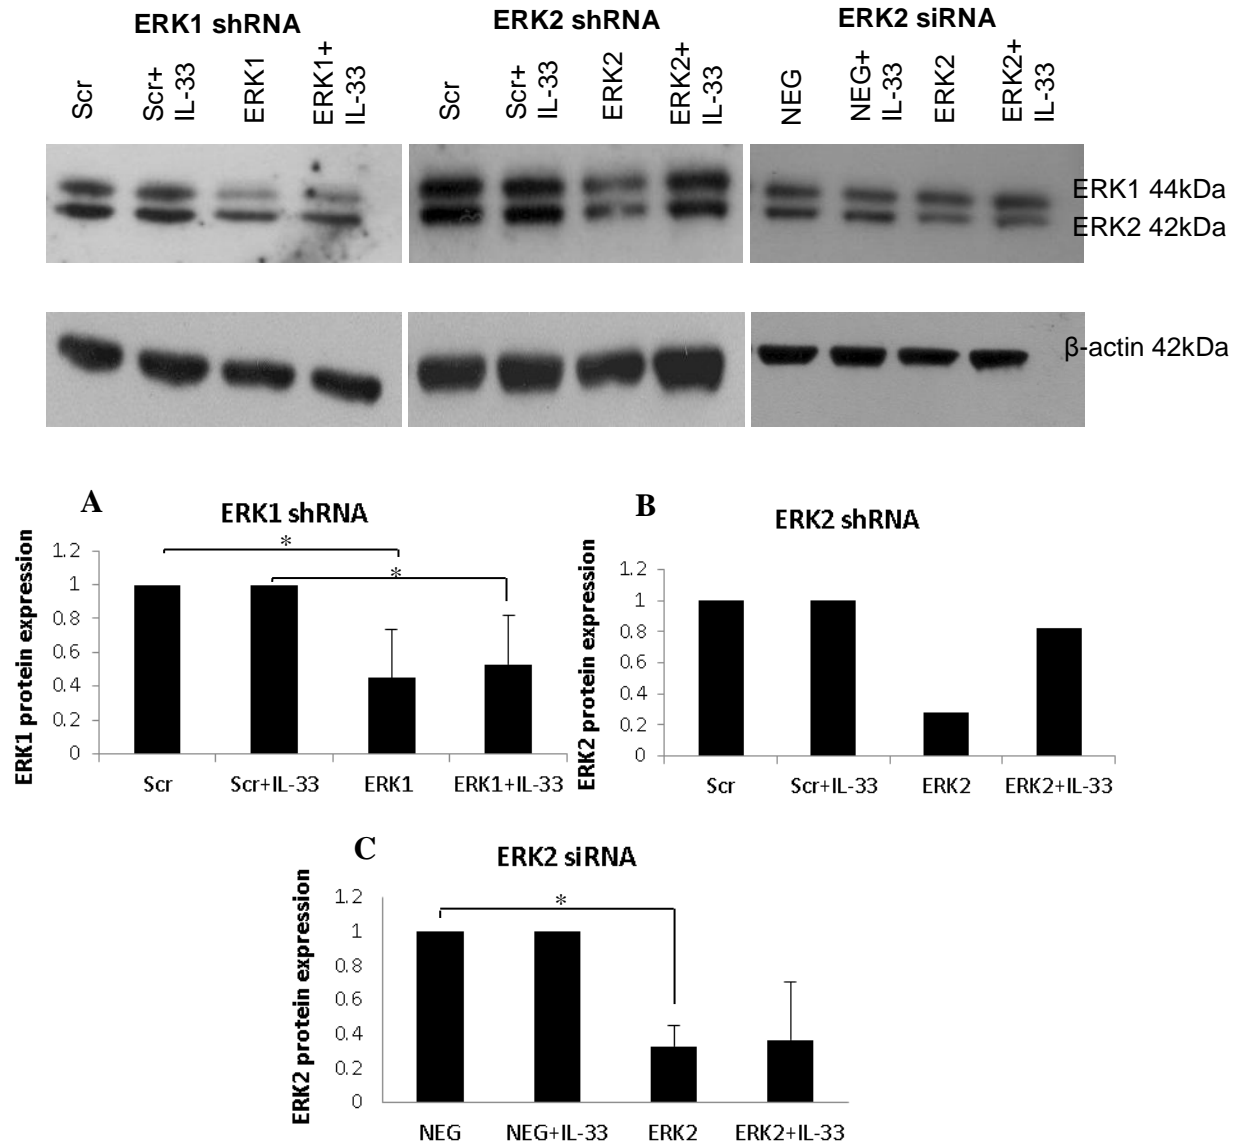 ERK1 shRNA
ERK2 shRNA
ERK2 siRNA
Scr
Scr+
IL-33
ERK1
ERK1+
IL-33
Scr
Scr+
IL-33
ERK2
ERK2+
IL-33
NEG
NEG+
IL-33
ERK2
ERK2+
IL-33
ERK1 44kDa
ERK2 42kDa
β-actin 42kDa
A
ERK1 shRNA
ERK1 protein expression
1.2
1
0.8
0.6
0.4
0.2
0
*
*
Scr
Scr+IL-33
ERK1
ERK1+IL-33
B
ERK2 shRNA
ERK2 protein expression
1.2
1
0.8
0.6
0.4
0.2
0
Scr
Scr+IL-33
ERK2
ERK2+IL-33
C
ERK2 siRNA
ERK2 protein expression
1.2
1
0.8
0.6
0.4
0.2
0
*
NEG
NEG+IL-33
ERK2
ERK2+IL-33